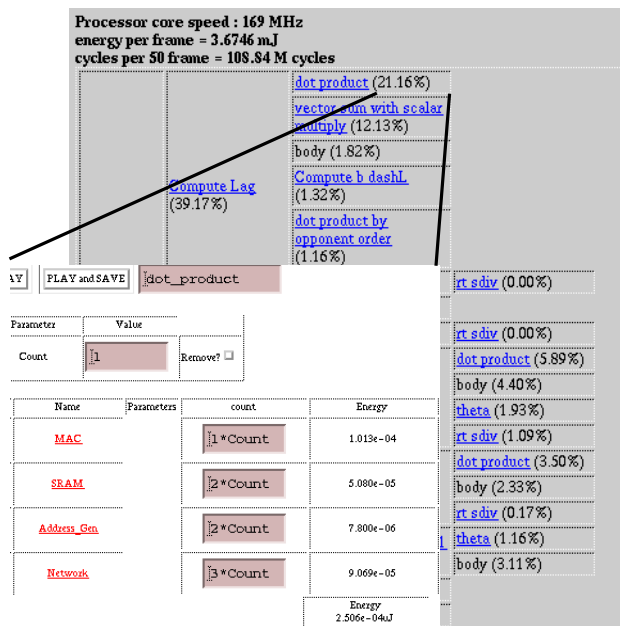 Processor core speed : 169 MHz
energy per frame = 3.6746 mJ
cycles per 50 frame = 108.84 M cycles
dot product (21.16%)
vector sum with scalar
multiply (12.13%)
body (1.82%)
Compute Lag
(39.17%)
Compute b dashL
(1.32%)
dot product by
opponent order
(1.16%)
AY
PLAY and SAVE
dot_product
Parameter Value
Count 1 Remove?
Name Parameters count Energy
MAC 1*Count 1.013e-04
SRAM 2*Count 5.080e-05
Address_Gen 2*Count 7.800e-06
Network 3*Count 9.069e-05
Energy
2.506e-04uJ
rt sdiv (0.00%)
rt sdiv (0.00%)
dot product (5.89%)
body (4.40%)
theta (1.93%)
rt sdiv (1.09%)
dot product (3.50%)
body (2.33%)
rt sdiv (0.17%)
theta (1.16%)
body (3.11%)